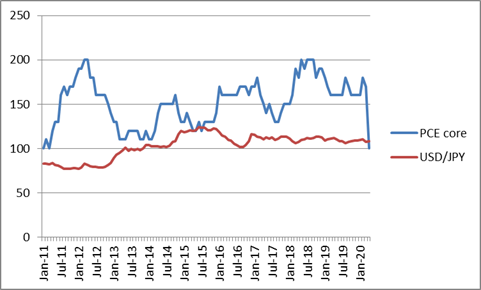 250
200
150
100
50
0
Jan-11
Jul-11
Jan-12
Jul-12
Jan-13
Jul-13
Jan-14
Jul-14
Jan-15
Jul-15
Jan-16
Jul-16
Jan-17
Jul-17
Jan-18
Jul-18
Jan-19
Jul-19
Jan-20
PCE core
USD/JPY